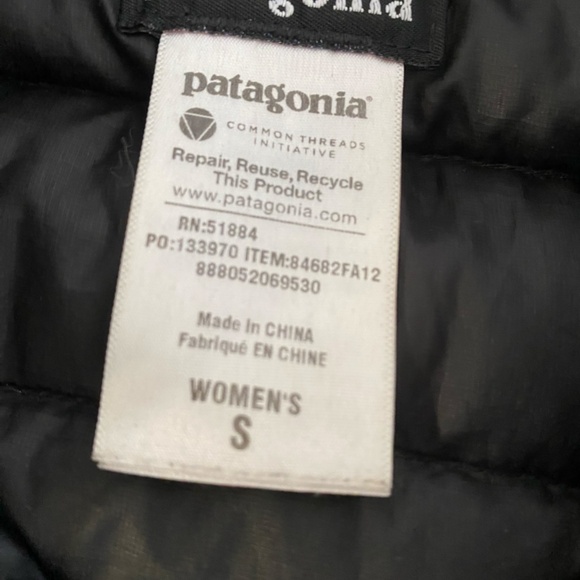 patagonia
patagonia®
COMMON THREADS
INITIATIVE
Repair, Reuse, Recycle
This Product
www.patagonia.com
RN:51884
PO:133970 ITEM:84682FA12
888052069530
Made in CHINA
Fabriqué EN CHINE
WOMEN'S
S